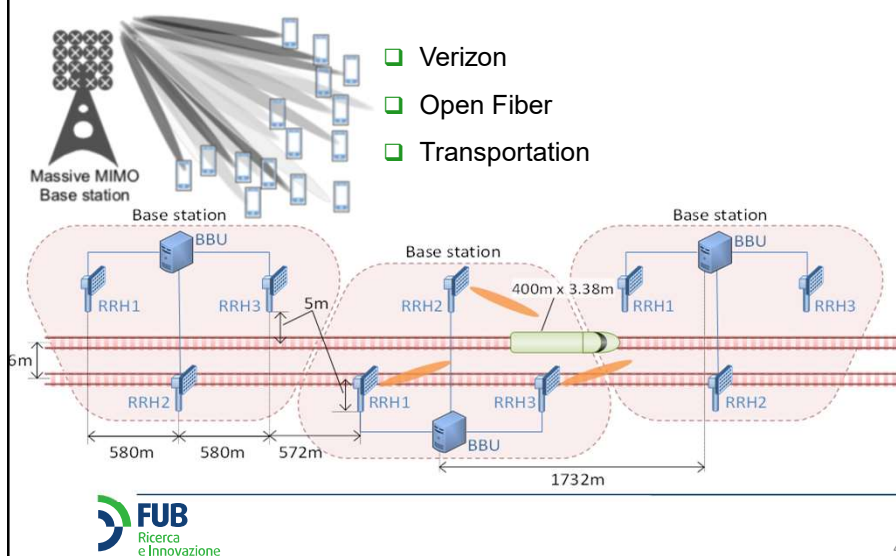 Verizon
Open Fiber
Transportation
Massive MIMO
Base station
Base station
BBU
RRH1
RRH3
RRH2
Base station
RRH2
5m
400m x 3.38m
RRH1
RRH3
BBU
Base station
BBU
RRH1
RRH3
RRH2
6m
580m
580m
572m
1732m
FUB
Ricerca
e Innovazione